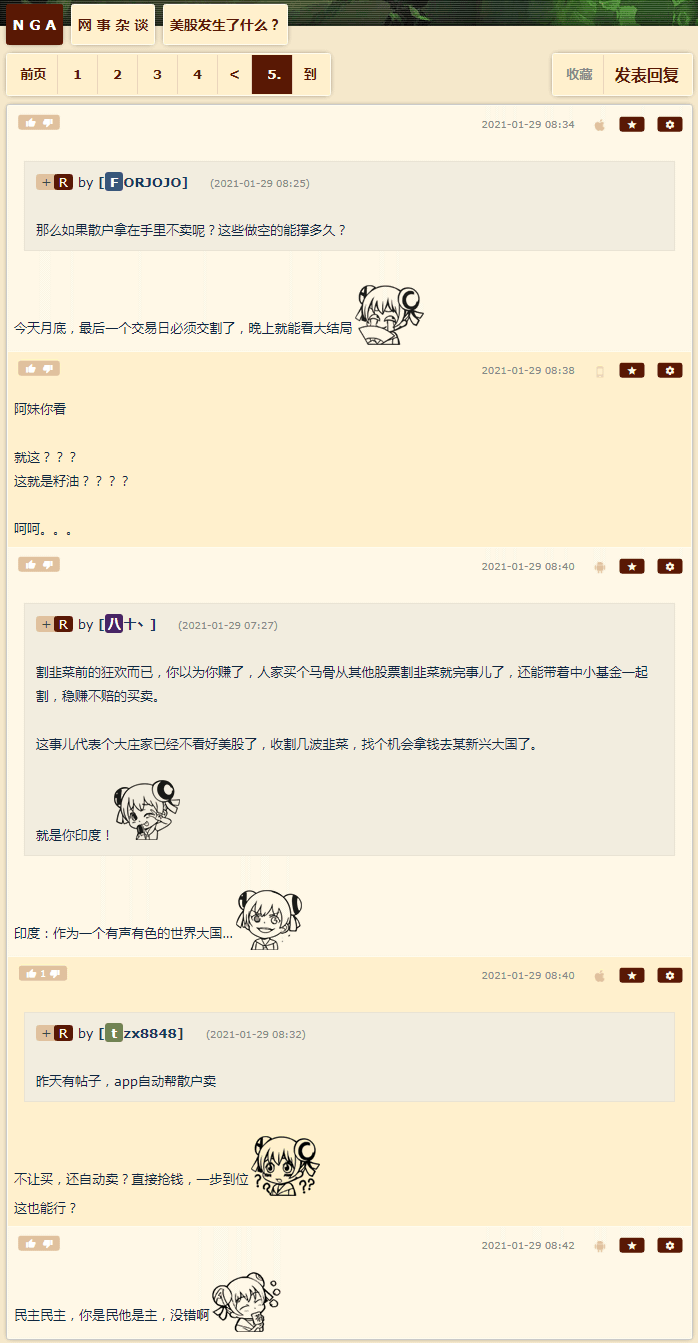 NGA 网事杂谈 美股发生了什么？
前页 1 2 3 4 < 5. 到 收藏 发表回复
2021-01-29 08:34
+ R by [FORJOJO] (2021-01-29 08:25)
那么如果散户拿在手里不卖呢？这些做空的能撑多久？
今天月底，最后一个交易日必须交割了，晚上就能看大结局
2021-01-29 08:38
阿妹你看
就这？？？
这就是籽油？？？？
呵呵。。。
2021-01-29 08:40
+ R by [八十丶] (2021-01-29 07:27)
割韭菜前的狂欢而已，你以为你赚了，人家买个马骨从其他股票割韭菜就完事儿了，还能带着中小基金一起
割，稳赚不赔的买卖。
这事儿代表个大庄家已经不看好美股了，收割几波韭菜，找个机会拿钱去某新兴大国了。
就是你印度！
印度：作为一个有声有色的世界大国...
1 2021-01-29 08:40
+ R by [tzx8848] (2021-01-29 08:32)
昨天有帖子，app自动帮散户卖
不让买，还自动卖？直接抢钱，一步到位
??? ??
这也能行？
2021-01-29 08:42
民主民主，你是民他是主，没错啊